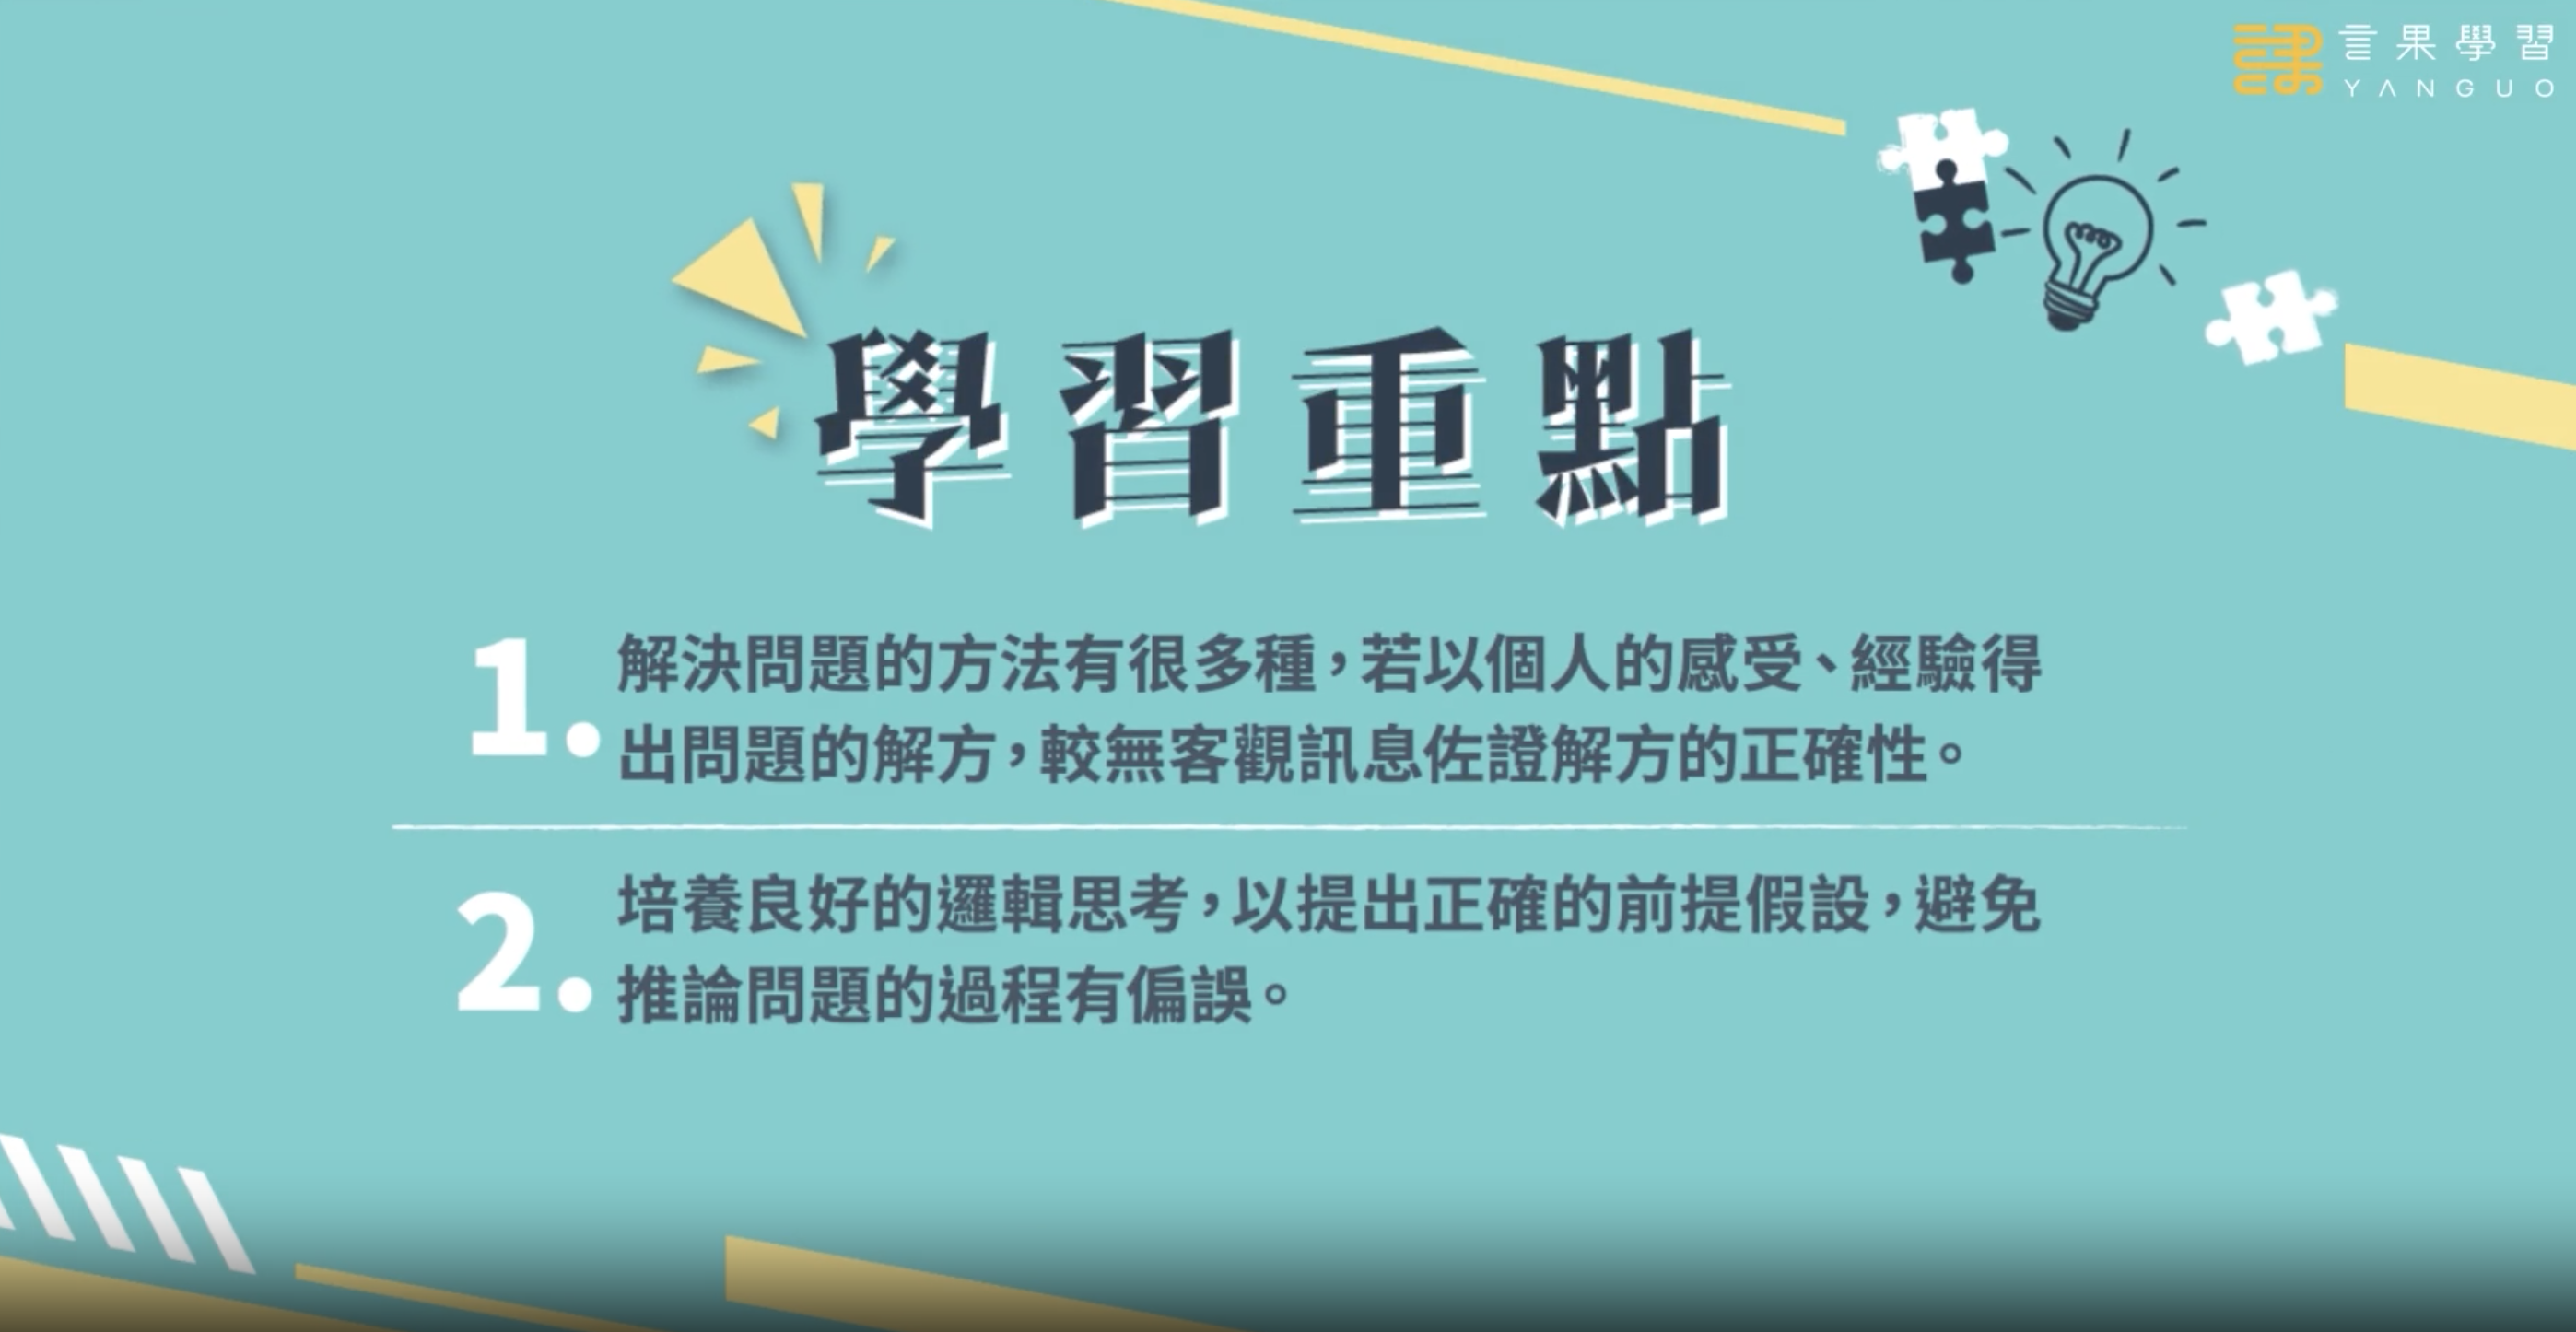 言果學習
YANGUO
學習重點
1. 解決問題的方法有很多種，若以個人的感受、經驗得
出問題的解方，較無客觀訊息佐證解方的正確性。
2. 培養良好的邏輯思考，以提出正確的前提假設，避免
推論問題的過程有偏誤。